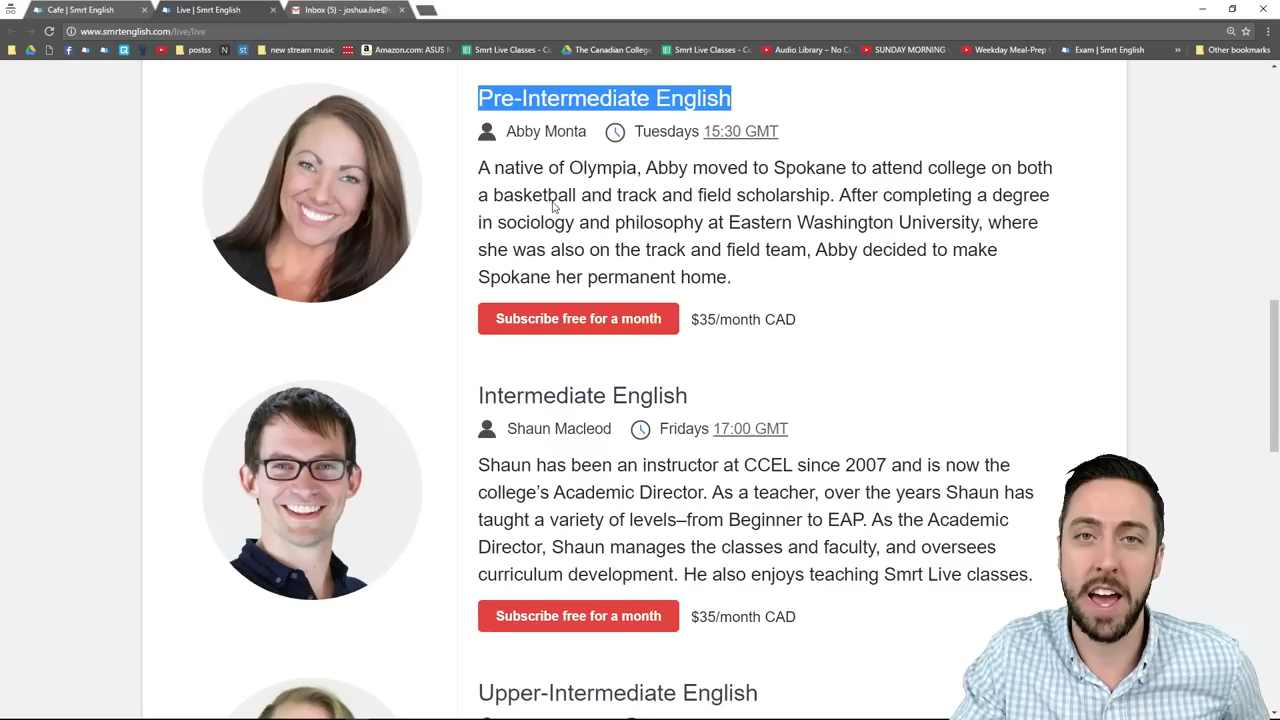 Cafe | Smrt English
Live | Smrt English
Inbox (5) - joshua.live@
www.smrtenglish.com/live/live
postss
new stream music
Amazon.com: ASUS
Smrt Live Classes - Co
The Canadian College
Smrt Live Classes - Co
Audio Library – No C
SUNDAY MORNING
Weekday Meal-Prep
Exam | Smrt English
»
Other bookmarks
Pre-Intermediate English
Abby Monta Tuesdays 15:30 GMT
A native of Olympia, Abby moved to Spokane to attend college on both
a basketball and track and field scholarship. After completing a degree
in sociology and philosophy at Eastern Washington University, where
she was also on the track and field team, Abby decided to make
Spokane her permanent home.
Subscribe free for a month $35/month CAD
Intermediate English
Shaun Macleod Fridays 17:00 GMT
Shaun has been an instructor at CCEL since 2007 and is now the
college’s Academic Director. As a teacher, over the years Shaun has
taught a variety of levels–from Beginner to EAP. As the Academic
Director, Shaun manages the classes and faculty, and oversees
curriculum development. He also enjoys teaching Smrt Live classes.
Subscribe free for a month $35/month CAD
Upper-Intermediate English